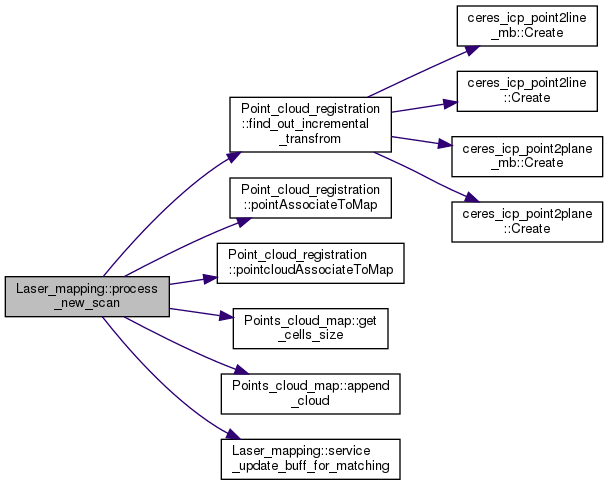 ceres_icp_point2line
_mb::Create
ceres_icp_point2line
::Create
Point_cloud_registration
::find_out_incremental
_transfrom
ceres_icp_point2plane
_mb::Create
Point_cloud_registration
::pointAssociateToMap
ceres_icp_point2plane
::Create
Point_cloud_registration
::pointcloudAssociateToMap
Laser_mapping::process
_new_scan
Points_cloud_map::get
_cells_size
Points_cloud_map::append
_cloud
Laser_mapping::service
_update_buff_for_matching